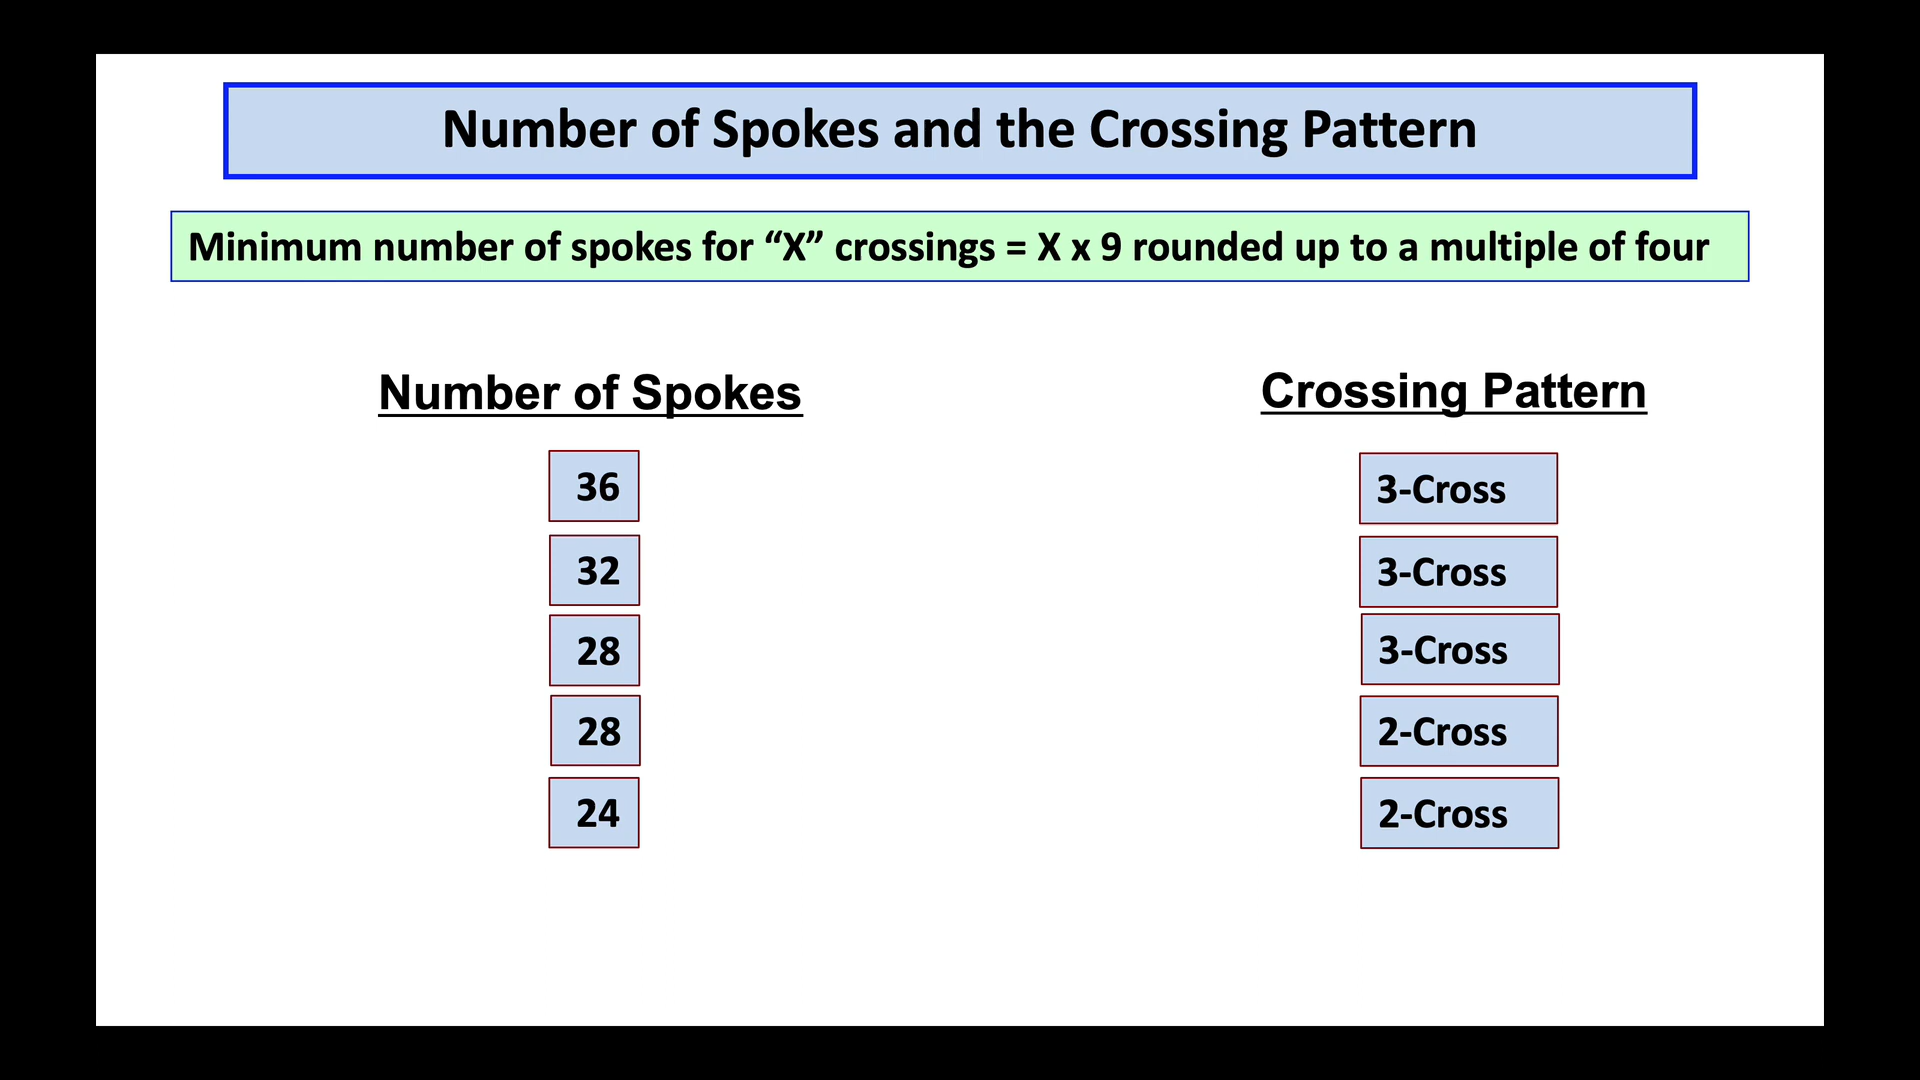 Number of Spokes and the Crossing Pattern
Minimum number of spokes for “X” crossings = X x 9 rounded up to a multiple of four
Number of Spokes
Crossing Pattern
36
3-Cross
32
3-Cross
28
3-Cross
28
2-Cross
24
2-Cross